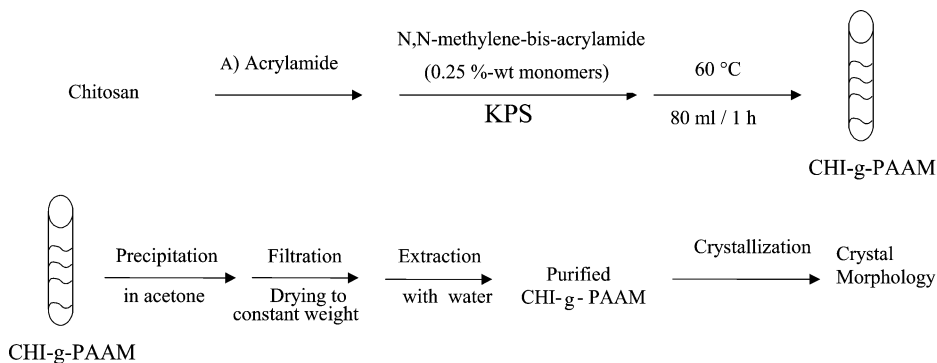 Chitosan
A) Acrylamide
N,N-methylene-bis-acrylamide
(0.25 %-wt monomers)
KPS
60 °C
80 ml / 1 h
CHI-g-PAAM
CHI-g-PAAM
Precipitation
in acetone
Filtration
Drying to
constant weight
Extraction
with water
Purified
CHI-g-PAAM
Crystallization
Crystal
Morphology